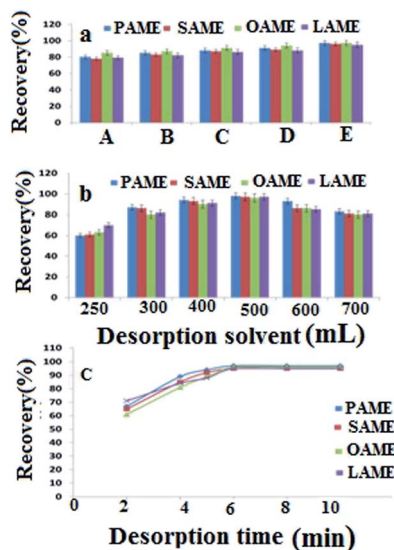 a
PAME SAME OAME LAME
Recovery(%)
120
100
80
60
40
20
0
A B C D E
b
PAME SAME OAME LAME
Recovery(%)
120
100
80
60
40
20
0
250 300 400 500 600 700
Desorption solvent (mL)
C
Recovery(%)
110
100
90
80
70
60
50
40
30
20
10
0
0 2 4 6 8 10
PAME
SAME
OAME
LAME
Desorption time (min)